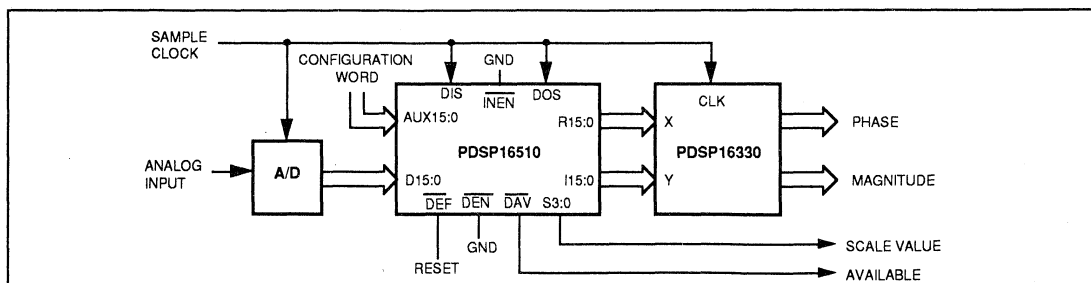 SAMPLE
CLOCK
CONFIGURATION
WORD
GND
DIS
INEN
DOS
CLK
AUX15:0
R15:0
X
PHASE
PDSP16510
PDSP16330
ANALOG
INPUT
A/D
D15:0
I15:0
Y
MAGNITUDE
DEF
DEN
DAV
S3:0
GND
RESET
SCALE VALUE
AVAILABLE